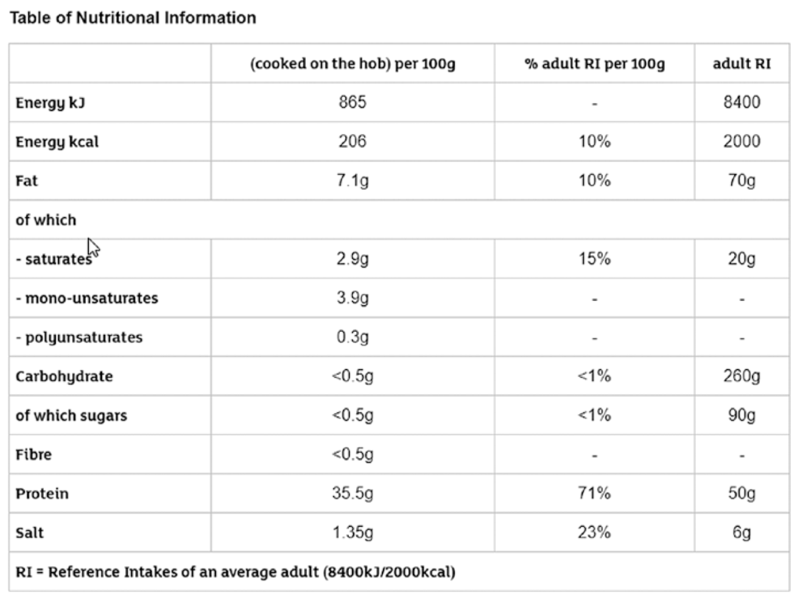 Table of Nutritional Information
(cooked on the hob) per 100g % adult RI per 100g adult RI
Energy kJ 865 - 8400
Energy kcal 206 10% 2000
Fat 7.1g 10% 70g
of which
- saturates 2.9g 15% 20g
- mono-unsaturates 3.9g - -
- polyunsaturates 0.3g - -
Carbohydrate <0.5g <1% 260g
of which sugars <0.5g <1% 90g
Fibre <0.5g - -
Protein 35.5g 71% 50g
Salt 1.35g 23% 6g
RI = Reference Intakes of an average adult (8400kJ/2000kcal)